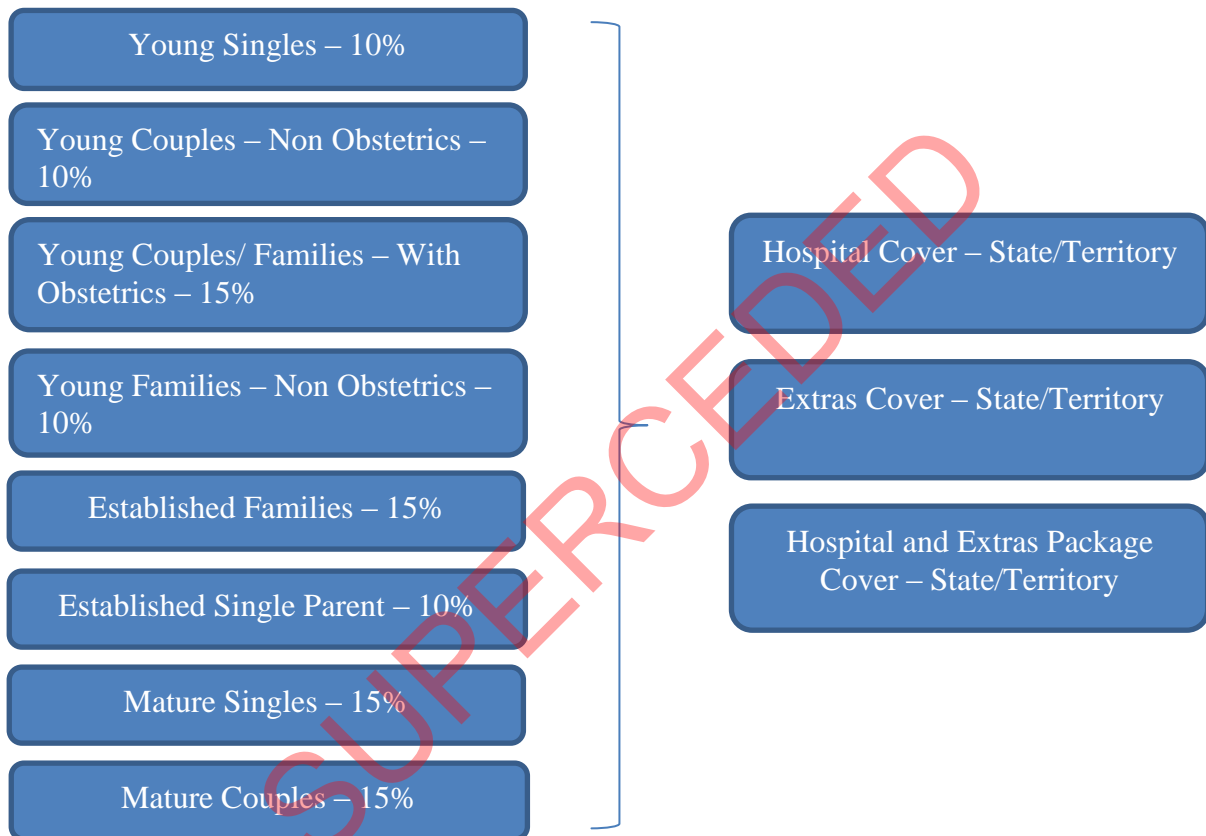 Young Singles – 10%
Young Couples – Non Obstetrics –
10%
Young Couples/ Families – With
Obstetrics – 15%
Young Families – Non Obstetrics –
10%
Established Families – 15%
Established Single Parent – 10%
Mature Singles – 15%
Mature Couples – 15%
Hospital Cover – State/Territory
Extras Cover – State/Territory
Hospital and Extras Package
Cover – State/Territory
SUPERCEDED